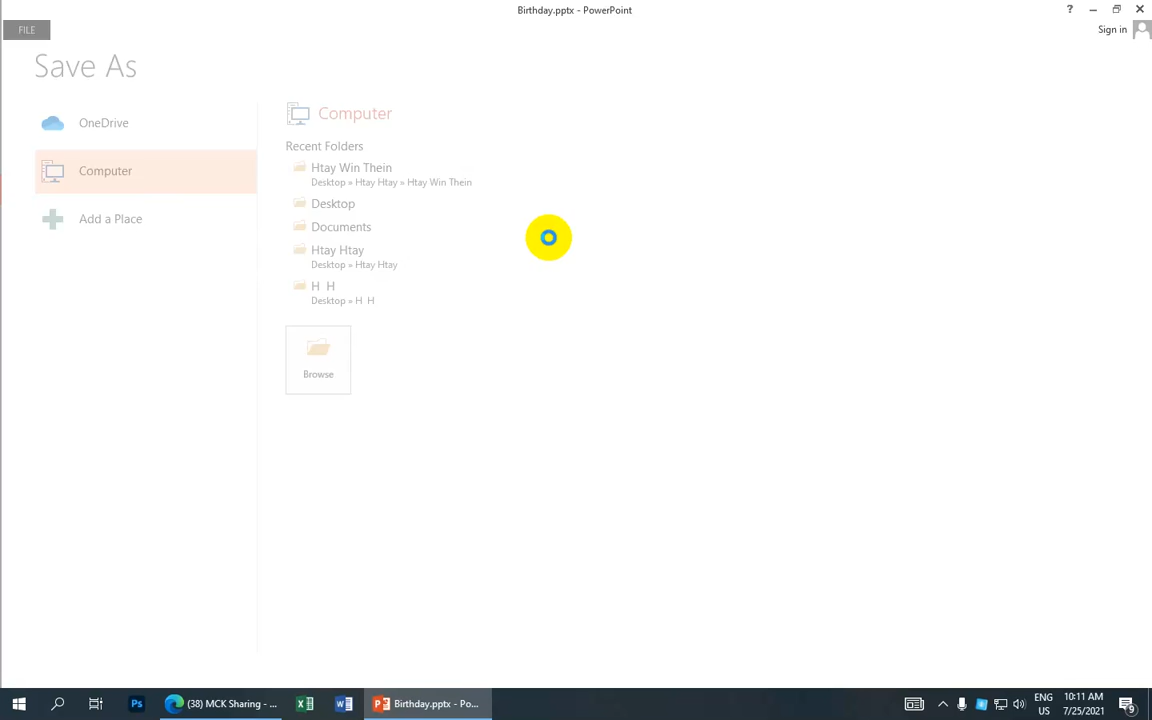 Birthday.pptx - PowerPoint
?
FILE
Sign in
Save As
OneDrive
Computer
Add a Place
Computer
Recent Folders
Htay Win Thein
Desktop » Htay Htay » Htay Win Thein
Desktop
Documents
Htay Htay
Desktop » Htay Htay
H H
Desktop » H H
Browse
Ps
(38) MCK Sharing - ...
Birthday.pptx - Po...
ENG
US
10:11 AM
7/25/2021
9